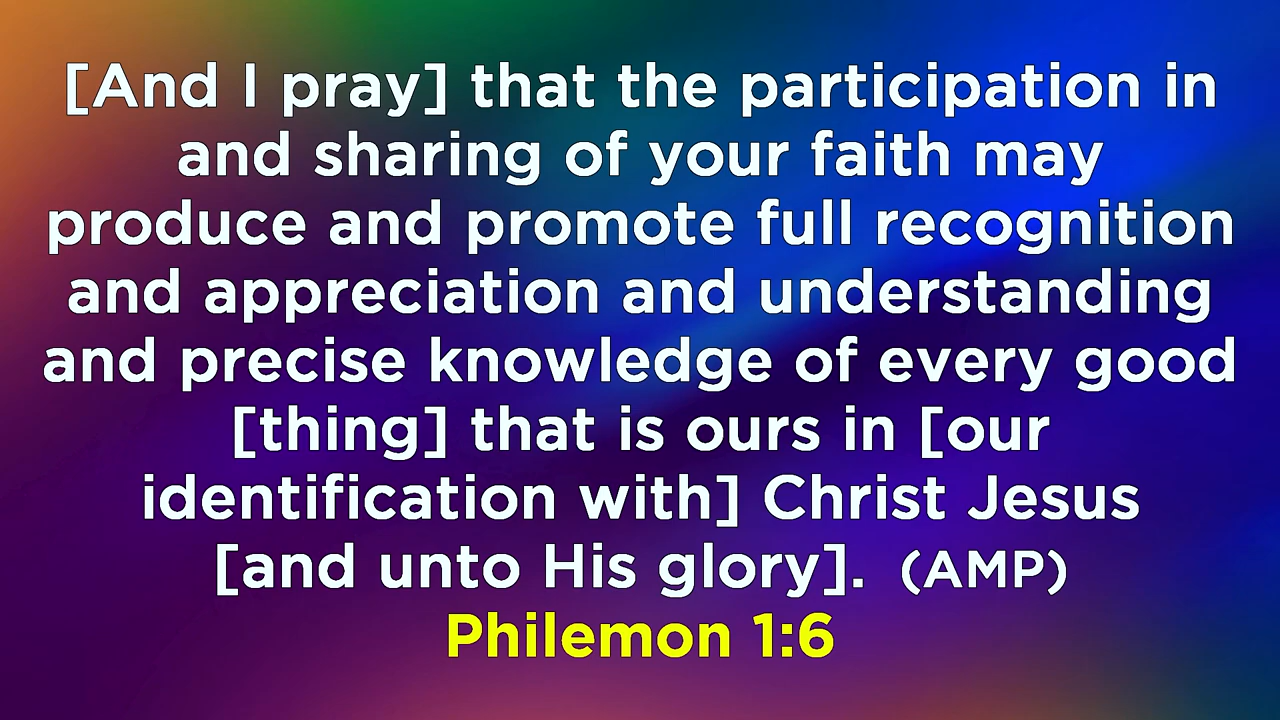 [And I pray] that the participation in
and sharing of your faith may
produce and promote full recognition
and appreciation and understanding
and precise knowledge of every good
[thing] that is ours in [our
identification with] Christ Jesus
[and unto His glory]. (AMP)
Philemon 1:6